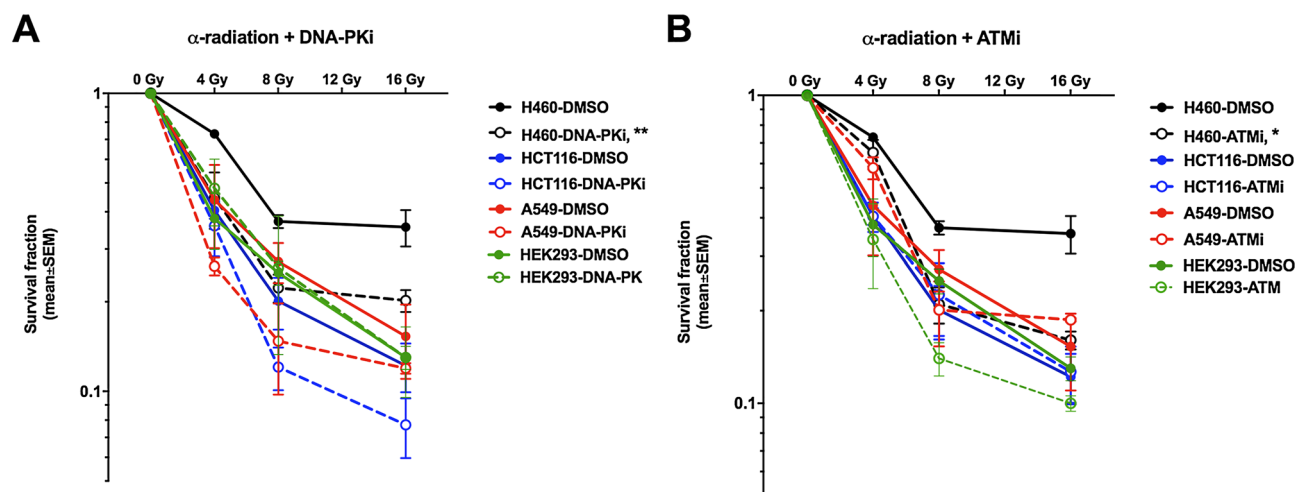 A
α-radiation + DNA-PKi
0 Gy 4 Gy 8 Gy 12 Gy 16 Gy
1
0.1
Survival fraction
(mean±SEM)
H460-DMSO
H460-DNA-PKi, **
HCT116-DMSO
HCT116-DNA-PKi
A549-DMSO
A549-DNA-PKi
HEK293-DMSO
HEK293-DNA-PK
B
α-radiation + ATMi
0 Gy 4 Gy 8 Gy 12 Gy 16 Gy
1
0.1
Survival fraction
(mean±SEM)
H460-DMSO
H460-ATMi, *
HCT116-DMSO
HCT116-ATMi
A549-DMSO
A549-ATMi
HEK293-DMSO
HEK293-ATM